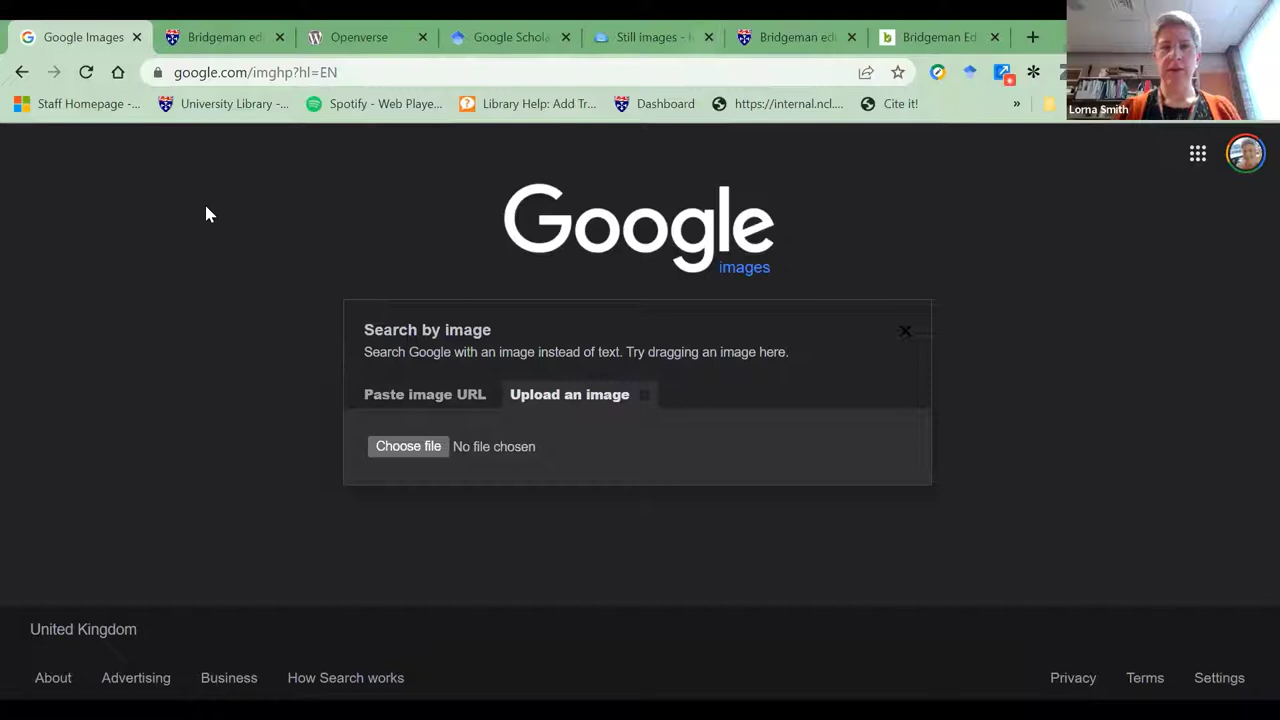 Google Images
Bridgeman ed
Openverse
Google Schola
Still images -
Bridgeman edu
Bridgeman Ed
google.com/imghp?hl=EN
Staff Homepage -...
University Library -...
Spotify - Web Playe...
Library Help: Add Tr...
Dashboard
https://internal.ncl....
Cite it!
»
Lorna Smith
Google
images
Search by image
Search Google with an image instead of text. Try dragging an image here.
Paste image URL
Upload an image
Choose file No file chosen
United Kingdom
About Advertising Business How Search works
Privacy Terms Settings